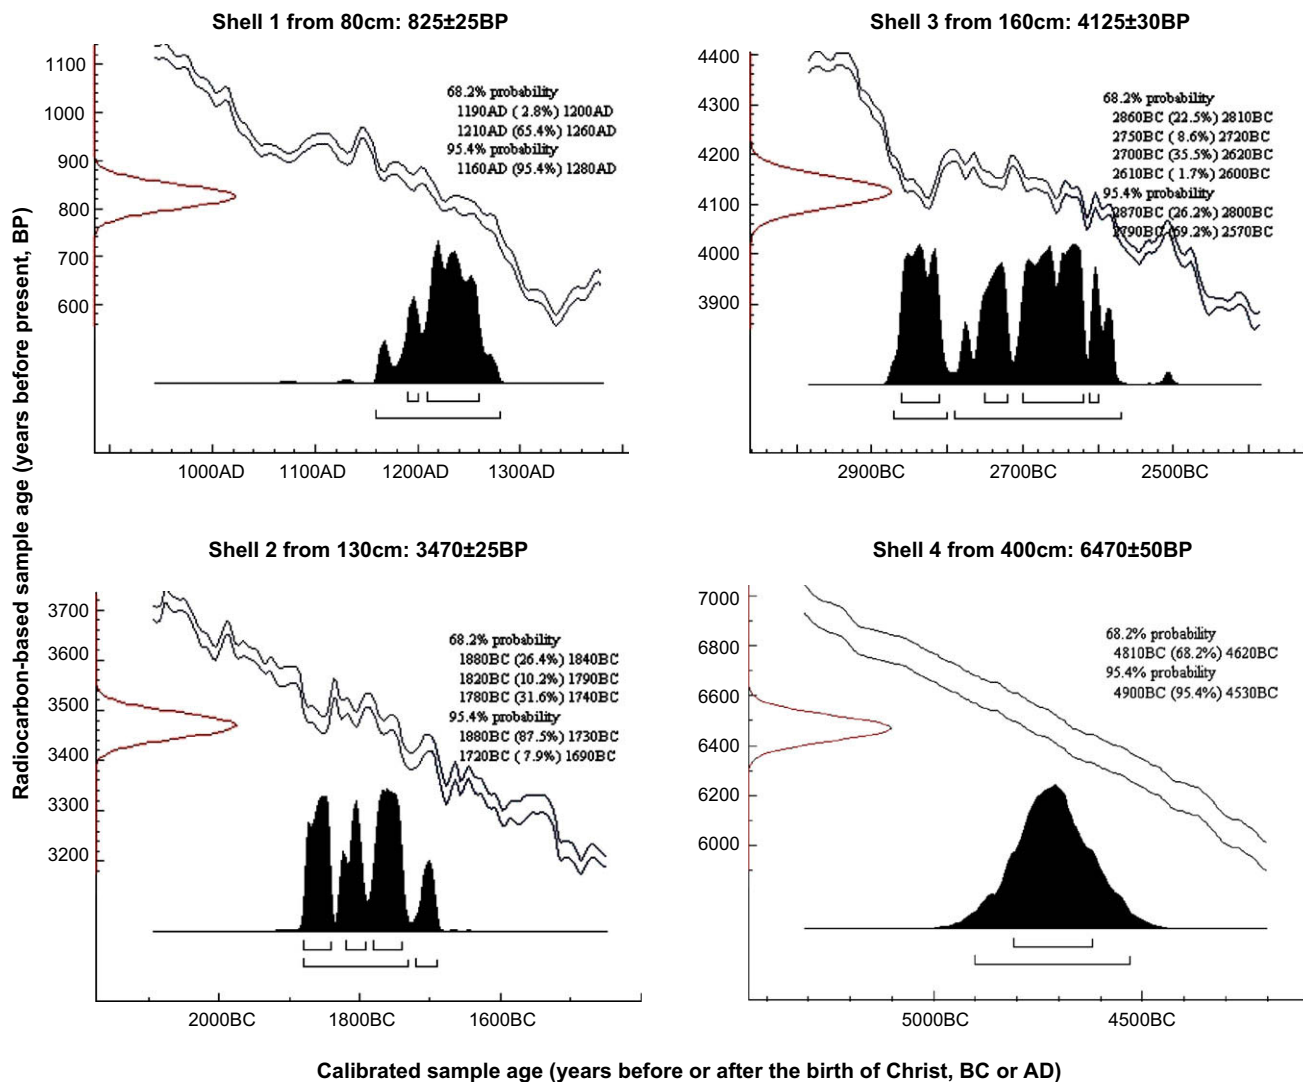 Radiocarbon-based sample age (years before present, BP)
Shell 1 from 80cm: 825±25BP
1100
1000
900
800
700
600
68.2% probability
1190AD ( 2.8%) 1200AD
1210AD (65.4%) 1260AD
95.4% probability
1160AD (95.4%) 1280AD
1000AD
1100AD
1200AD
1300AD
Shell 3 from 160cm: 4125±30BP
4400
4300
4200
4100
4000
3900
68.2% probability
2860BC (22.5%) 2810BC
2750BC ( 8.6%) 2720BC
2700BC (35.5%) 2620BC
2610BC ( 1.7%) 2600BC
95.4% probability
2870BC (26.2%) 2800BC
2790BC (69.2%) 2570BC
2900BC
2700BC
2500BC
Shell 2 from 130cm: 3470±25BP
3700
3600
3500
3400
3300
3200
68.2% probability
1880BC (26.4%) 1840BC
1820BC (10.2%) 1790BC
1780BC (31.6%) 1740BC
95.4% probability
1880BC (87.5%) 1730BC
1720BC ( 7.9%) 1690BC
2000BC
1800BC
1600BC
Shell 4 from 400cm: 6470±50BP
7000
6800
6600
6400
6200
6000
68.2% probability
4810BC (68.2%) 4620BC
95.4% probability
4900BC (95.4%) 4530BC
5000BC
4500BC
Calibrated sample age (years before or after the birth of Christ, BC or AD)